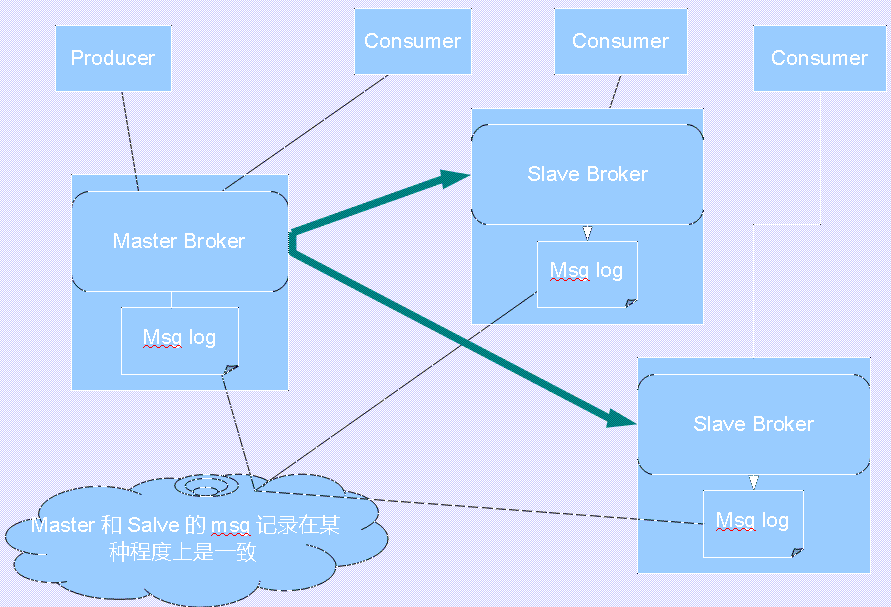 Producer
Consumer
Consumer
Consumer
Master Broker
Msg log
Slave Broker
Msg log
Slave Broker
Msg log
Master 和 Salve 的 msg 记录在某
种程度上是一致